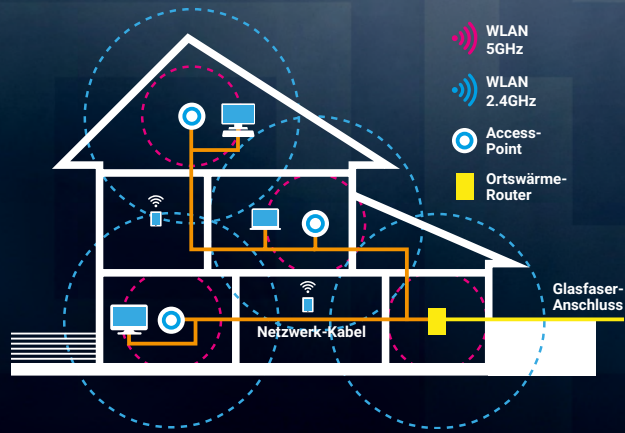 WLAN
5GHz
WLAN
2.4GHz
Access-
Point
Ortswärme-
Router
Glasfaser-
Anschluss
Netzwerk-Kabel